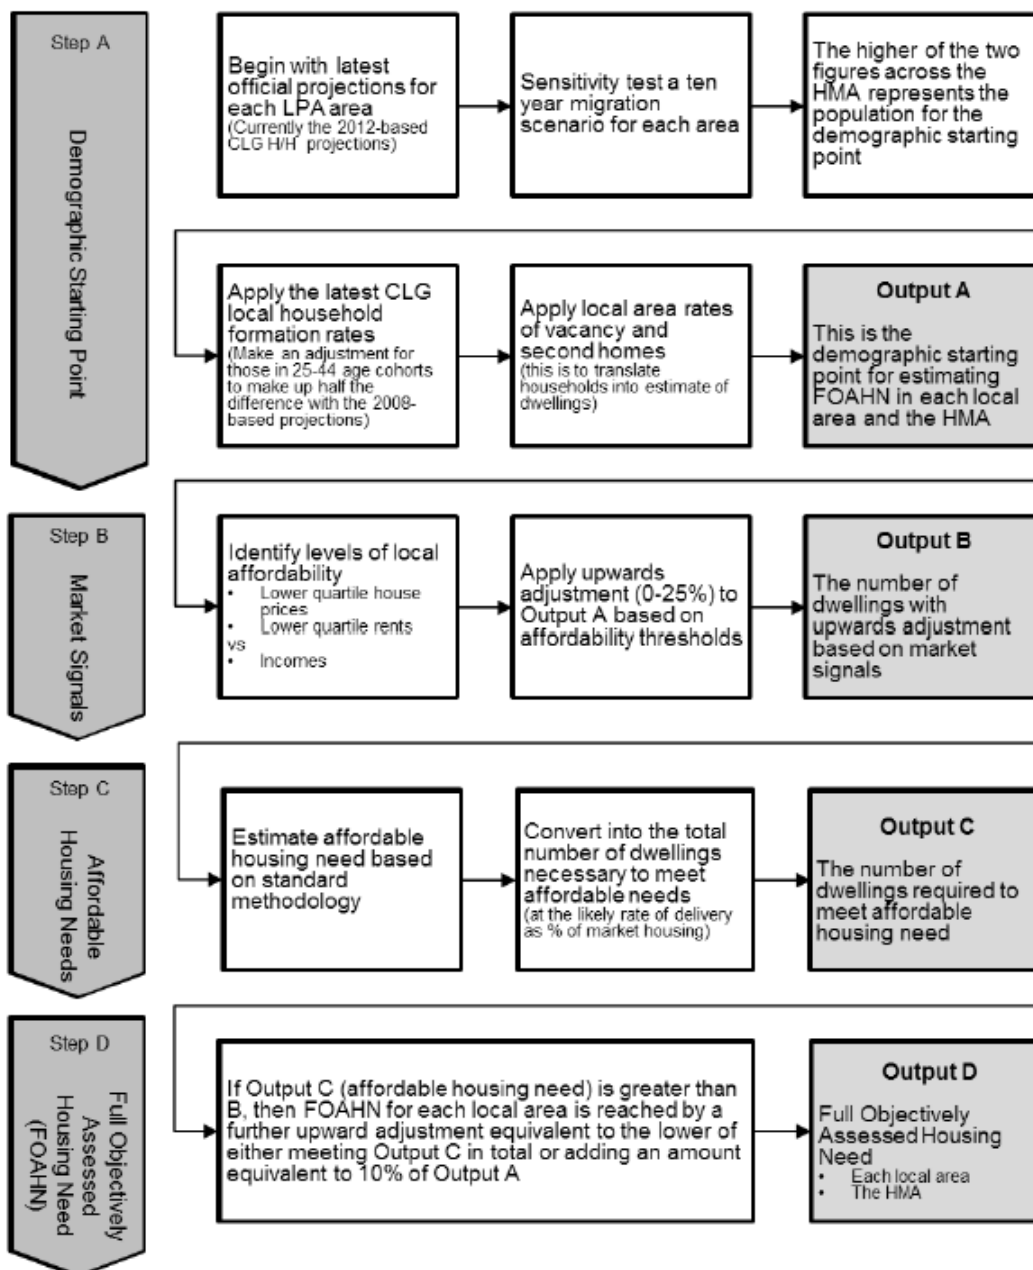 Step A
Demographic Starting Point
Begin with latest
official projections for
each LPA area
(Currently the 2012-based
CLG H/H projections)
Sensitivity test a ten
year migration
scenario for each area
The higher of the two
figures across the
HMA represents the
population for the
demographic starting
point
Apply the latest CLG
local household
formation rates
(Make an adjustment for
those in 25-44 age cohorts
to make up half the
difference with the 2008-
based projections)
Apply local area rates
of vacancy and
second homes
(this is to translate
households into estimate of
dwellings)
Output A
This is the
demographic starting
point for estimating
FOAHN in each local
area and the HMA
Step B
Market Signals
Identify levels of local
affordability
• Lower quartile house
prices
• Lower quartile rents
vs
• Incomes
Apply upwards
adjustment (0-25%) to
Output A based on
affordability thresholds
Output B
The number of
dwellings with
upwards adjustment
based on market
signals
Step C
Affordable
Housing Needs
Estimate affordable
housing need based
on standard
methodology
Convert into the total
number of dwellings
necessary to meet
affordable needs
(at the likely rate of delivery
as % of market housing)
Output C
The number of
dwellings required to
meet affordable
housing need
Step D
Full Objectively
Assessed
Housing Need
(FOAHN)
If Output C (affordable housing need) is greater than
B, then FOAHN for each local area is reached by a
further upward adjustment equivalent to the lower of
either meeting Output C in total or adding an amount
equivalent to 10% of Output A
Output D
Full Objectively
Assessed Housing
Need
• Each local area
• The HMA